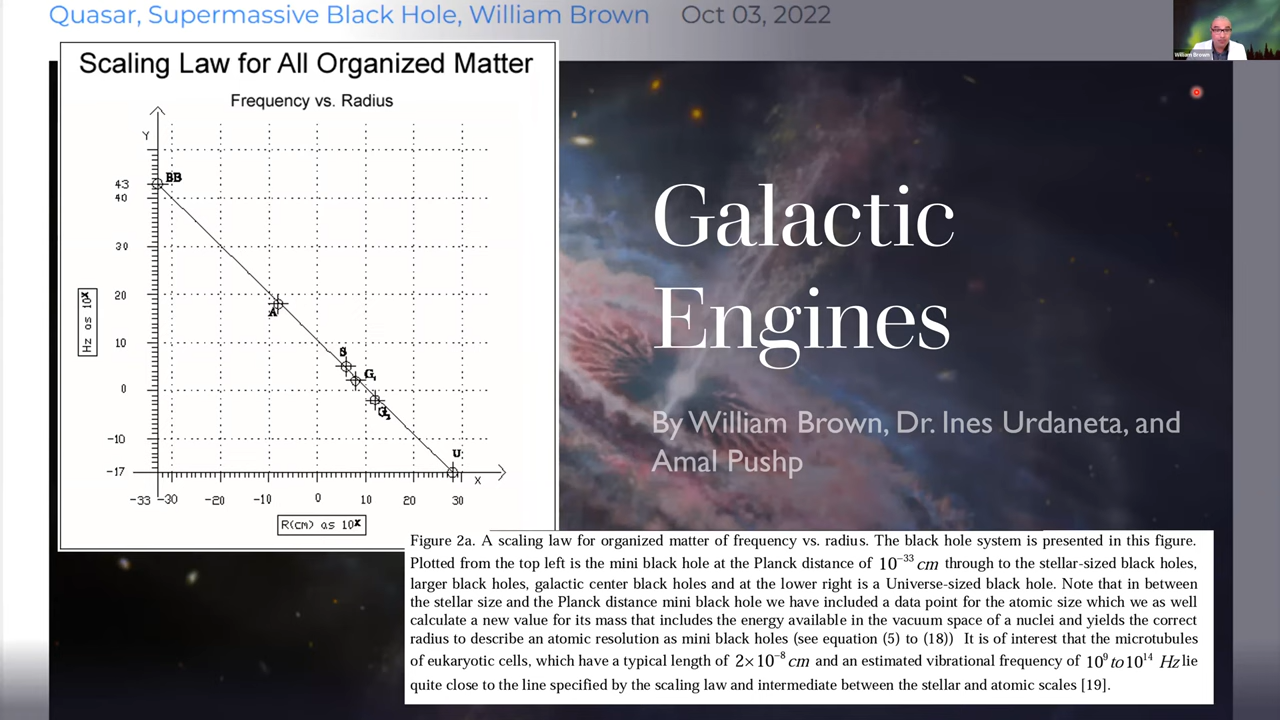 Quasar, Supermassive Black Hole, William Brown Oct 03, 2022
William Brown
Scaling Law for All Organized Matter
Frequency vs. Radius
Y
BB
43
40
30
20
A
10
S
G₁
0
G₂
-10
U
-17
X
-33 -30 -20 -10 0 10 20 30
Hz as 10ˣ
R(cm) as 10ˣ
Galactic
Engines
By William Brown, Dr. Ines Urdaneta, and
Amal Pushp
Figure 2a. A scaling law for organized matter of frequency vs. radius. The black hole system is presented in this figure.
Plotted from the top left is the mini black hole at the Planck distance of 10⁻³³ cm through to the stellar-sized black holes,
larger black holes, galactic center black holes and at the lower right is a Universe-sized black hole. Note that in between
the stellar size and the Planck distance mini black hole we have included a data point for the atomic size which we as well
calculate a new value for its mass that includes the energy available in the vacuum space of a nuclei and yields the correct
radius to describe an atomic resolution as mini black holes (see equation (5) to (18)) It is of interest that the microtubules
of eukaryotic cells, which have a typical length of 2×10⁻⁸ cm and an estimated vibrational frequency of 10⁹ to 10¹⁴ Hz lie
quite close to the line specified by the scaling law and intermediate between the stellar and atomic scales [19].